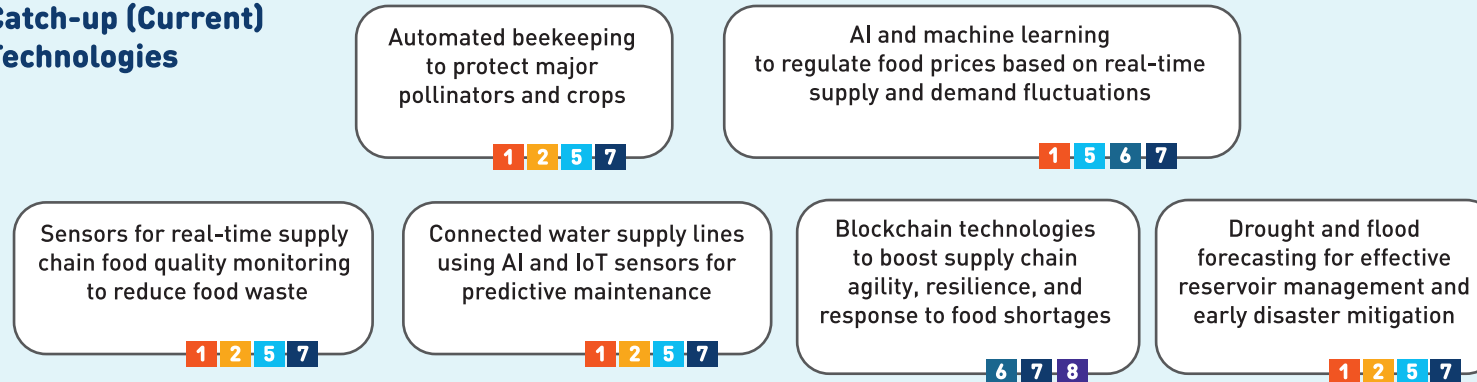 Catch-up (Current)
Technologies
Automated beekeeping
to protect major
pollinators and crops
1 2 5 7
AI and machine learning
to regulate food prices based on real-time
supply and demand fluctuations
1 5 6 7
Sensors for real-time supply
chain food quality monitoring
to reduce food waste
1 2 5 7
Connected water supply lines
using AI and IoT sensors for
predictive maintenance
1 2 5 7
Blockchain technologies
to boost supply chain
agility, resilience, and
response to food shortages
6 7 8
Drought and flood
forecasting for effective
reservoir management and
early disaster mitigation
1 2 5 7